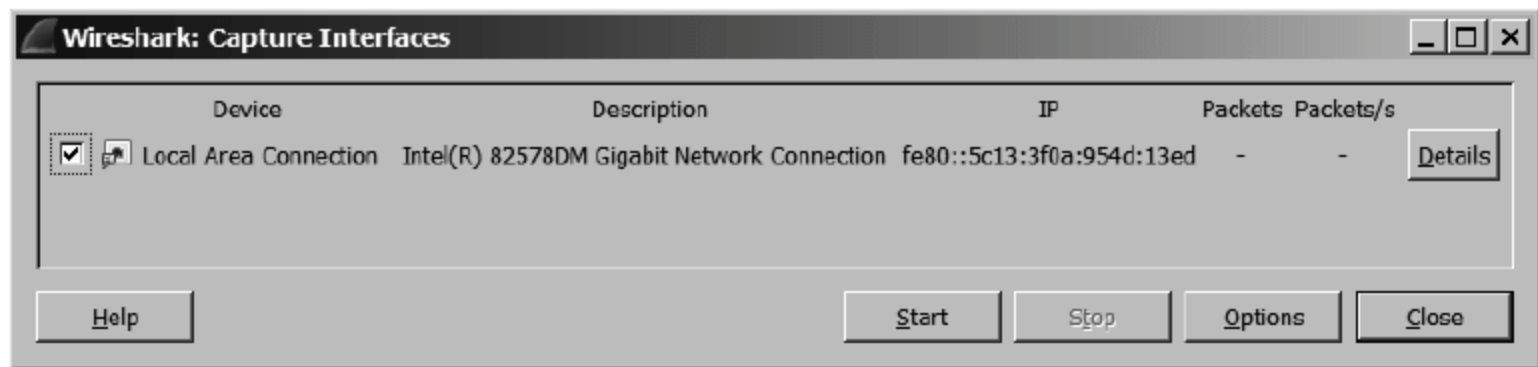 Wireshark: Capture Interfaces
Device Description IP Packets Packets/s
Local Area Connection Intel(R) 82578DM Gigabit Network Connection fe80::5c13:3f0a:954d:13ed - - Details
Help Start Stop Options Close